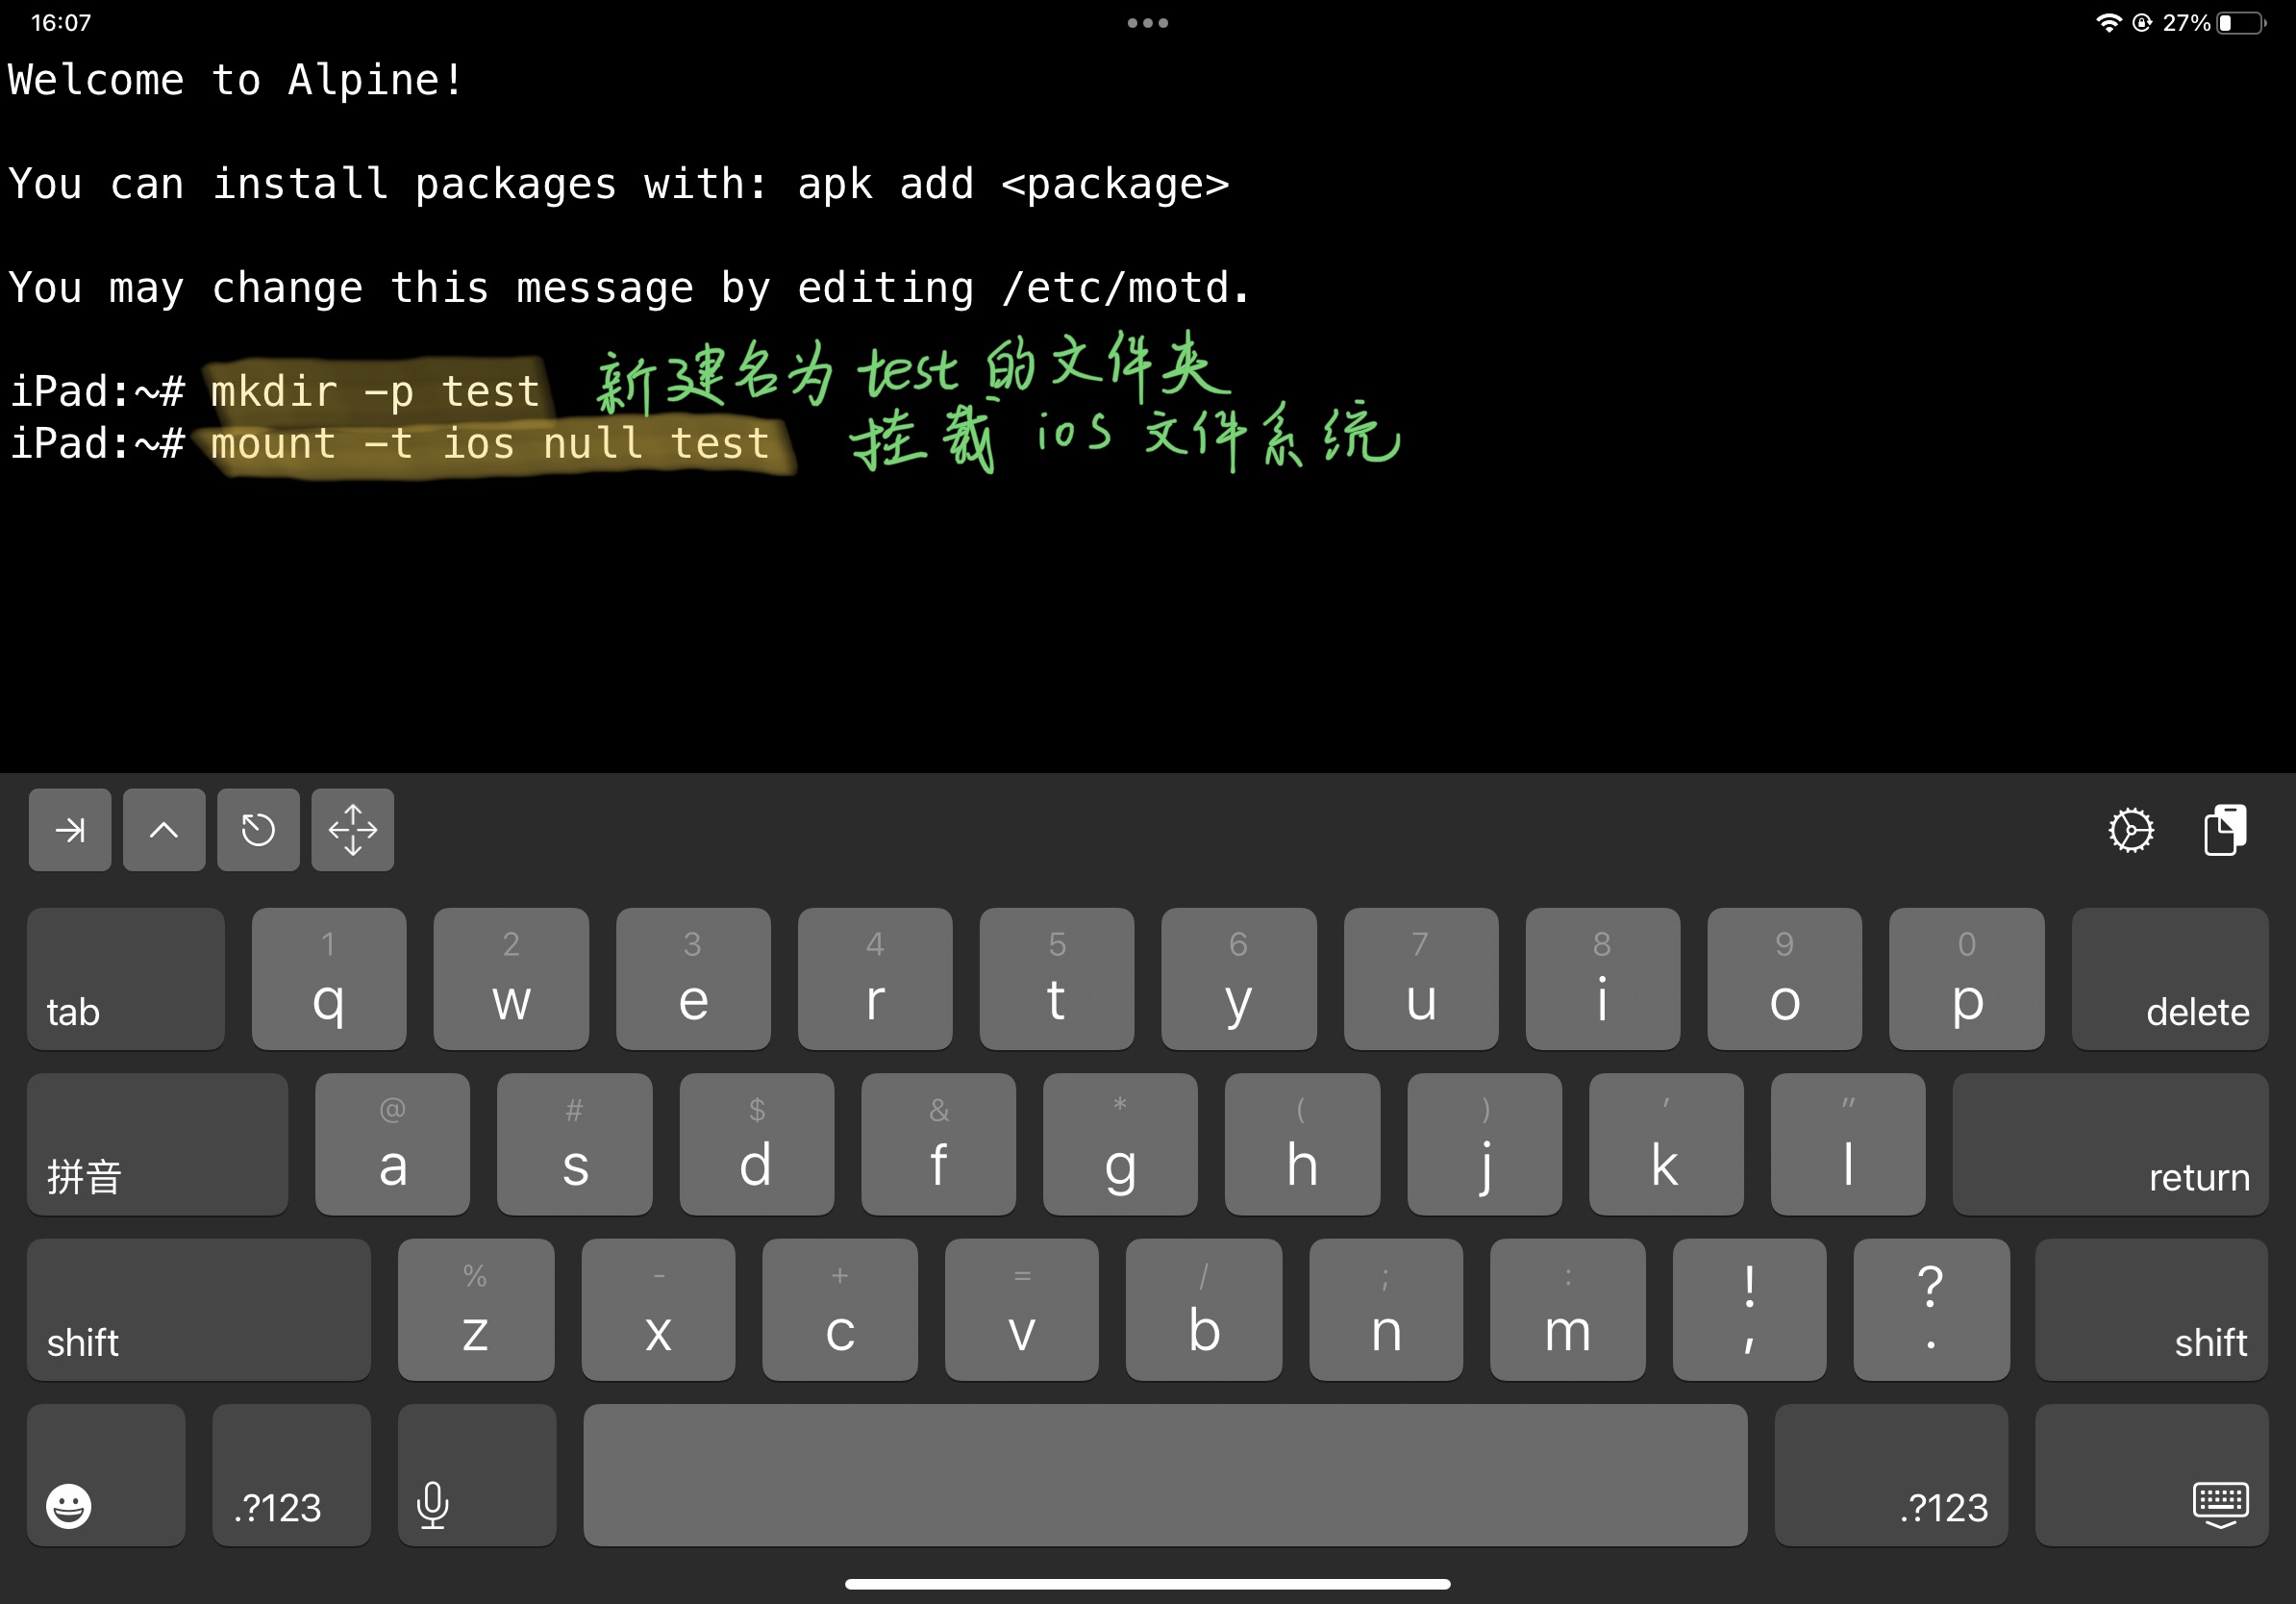 16:07
27%
Welcome to Alpine!
You can install packages with: apk add <package>
You may change this message by editing /etc/motd.
iPad:~# mkdir -p test 新建名为 test 的文件夹
iPad:~# mount -t ios null test 挂载 ios 文件系统
tab 1 q 2 w 3 e 4 r 5 t 6 y 7 u 8 i 9 o 0 p delete
拼音 @ a # s $ d & f * g ( h ) j ' k " l return
shift % z - x + c = v / b ; n : m ! , ? . shift
.?123 .?123